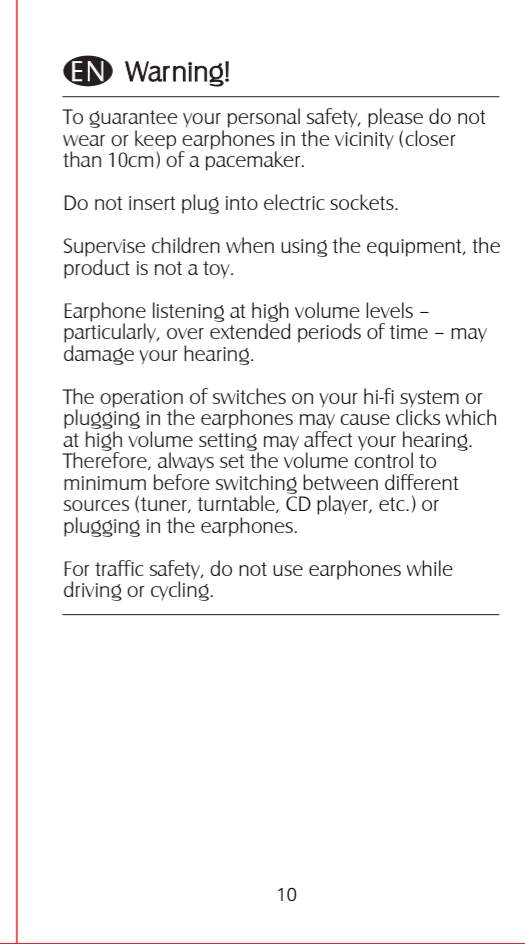 EN Warning!
To guarantee your personal safety, please do not
wear or keep earphones in the vicinity (closer
than 10cm) of a pacemaker.
Do not insert plug into electric sockets.
Supervise children when using the equipment, the
product is not a toy.
Earphone listening at high volume levels –
particularly, over extended periods of time – may
damage your hearing.
The operation of switches on your hi-fi system or
plugging in the earphones may cause clicks which
at high volume setting may affect your hearing.
Therefore, always set the volume control to
minimum before switching between different
sources (tuner, turntable, CD player, etc.) or
plugging in the earphones.
For traffic safety, do not use earphones while
driving or cycling.
10